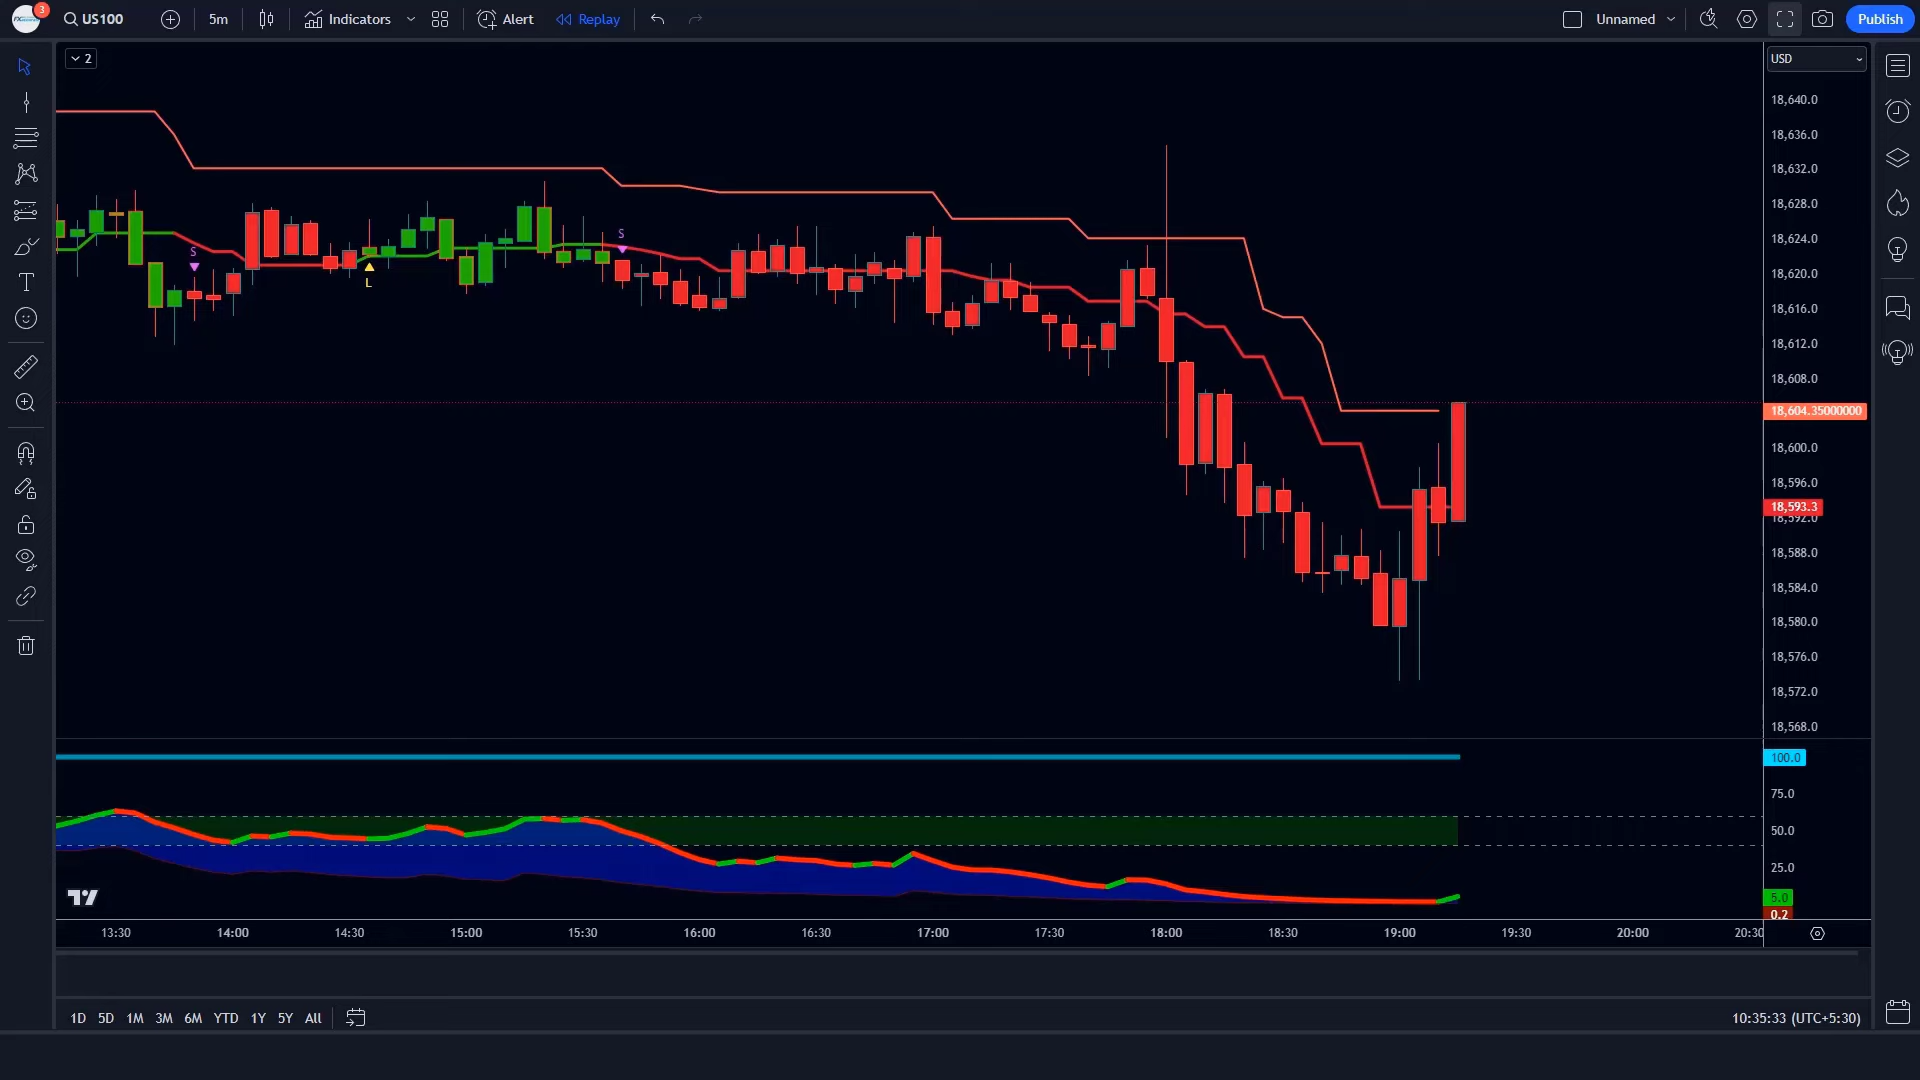 3
US100
5m
Indicators
Alert
Replay
Unnamed
Publish
2
USD
18,640.0
18,636.0
18,632.0
18,628.0
18,624.0
18,620.0
18,616.0
18,612.0
18,608.0
18,604.35000000
18,600.0
18,596.0
18,593.3
18,592.0
18,588.0
18,584.0
18,580.0
18,576.0
18,572.0
18,568.0
S
L
S
100.0
75.0
50.0
25.0
5.0
0.2
13:30 14:00 14:30 15:00 15:30 16:00 16:30 17:00 17:30 18:00 18:30 19:00 19:30 20:00 20:30
1D 5D 1M 3M 6M YTD 1Y 5Y All
10:35:33 (UTC+5:30)